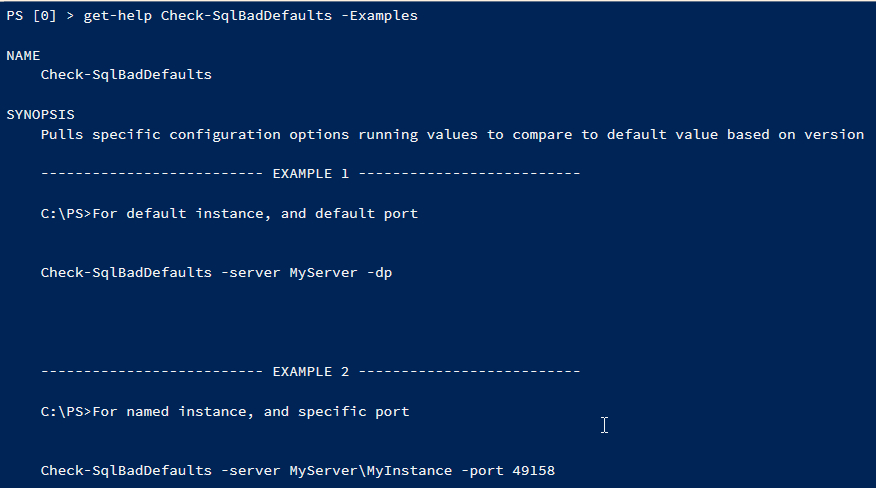 PS [0] > get-help Check-SqlBadDefaults -Examples
NAME
Check-SqlBadDefaults
SYNOPSIS
Pulls specific configuration options running values to compare to default value based on version
-------------------------- EXAMPLE 1 --------------------------
C:\PS>For default instance, and default port
Check-SqlBadDefaults -server MyServer -dp
-------------------------- EXAMPLE 2 --------------------------
C:\PS>For named instance, and specific port
Check-SqlBadDefaults -server MyServer\MyInstance -port 49158